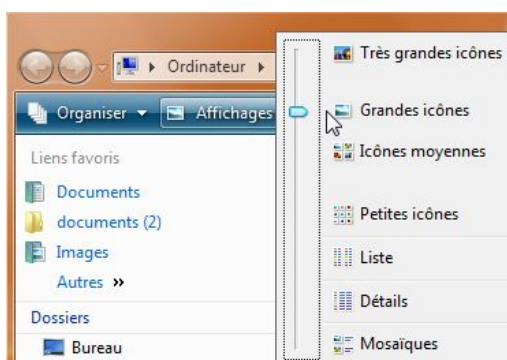 Ordinateur
Organiser
Affichages
Liens favoris
Documents
documents (2)
Images
Autres »
Dossiers
Bureau
Très grandes icônes
Grandes icônes
Icônes moyennes
Petites icônes
Liste
Détails
Mosaïques